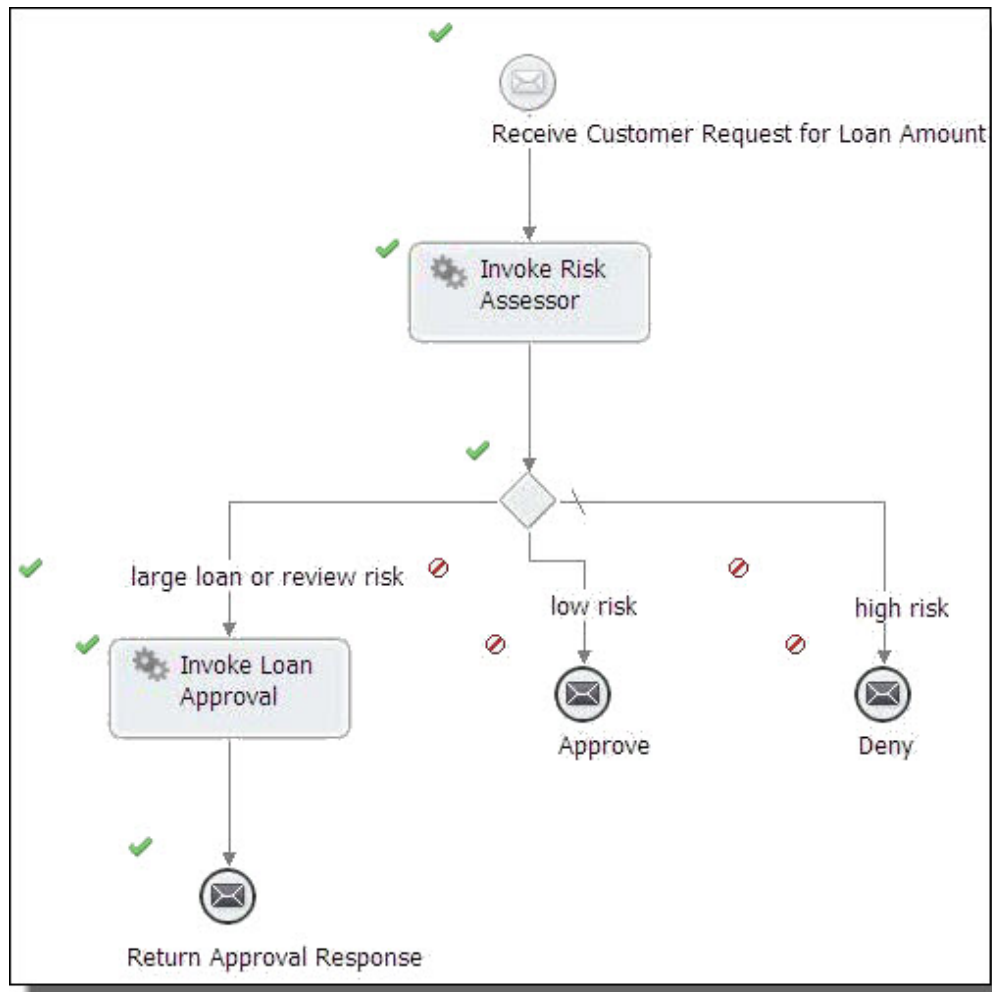 Receive Customer Request for Loan Amount
Invoke Risk
Assessor
large loan or review risk
low risk
high risk
Invoke Loan
Approval
Approve
Deny
Return Approval Response